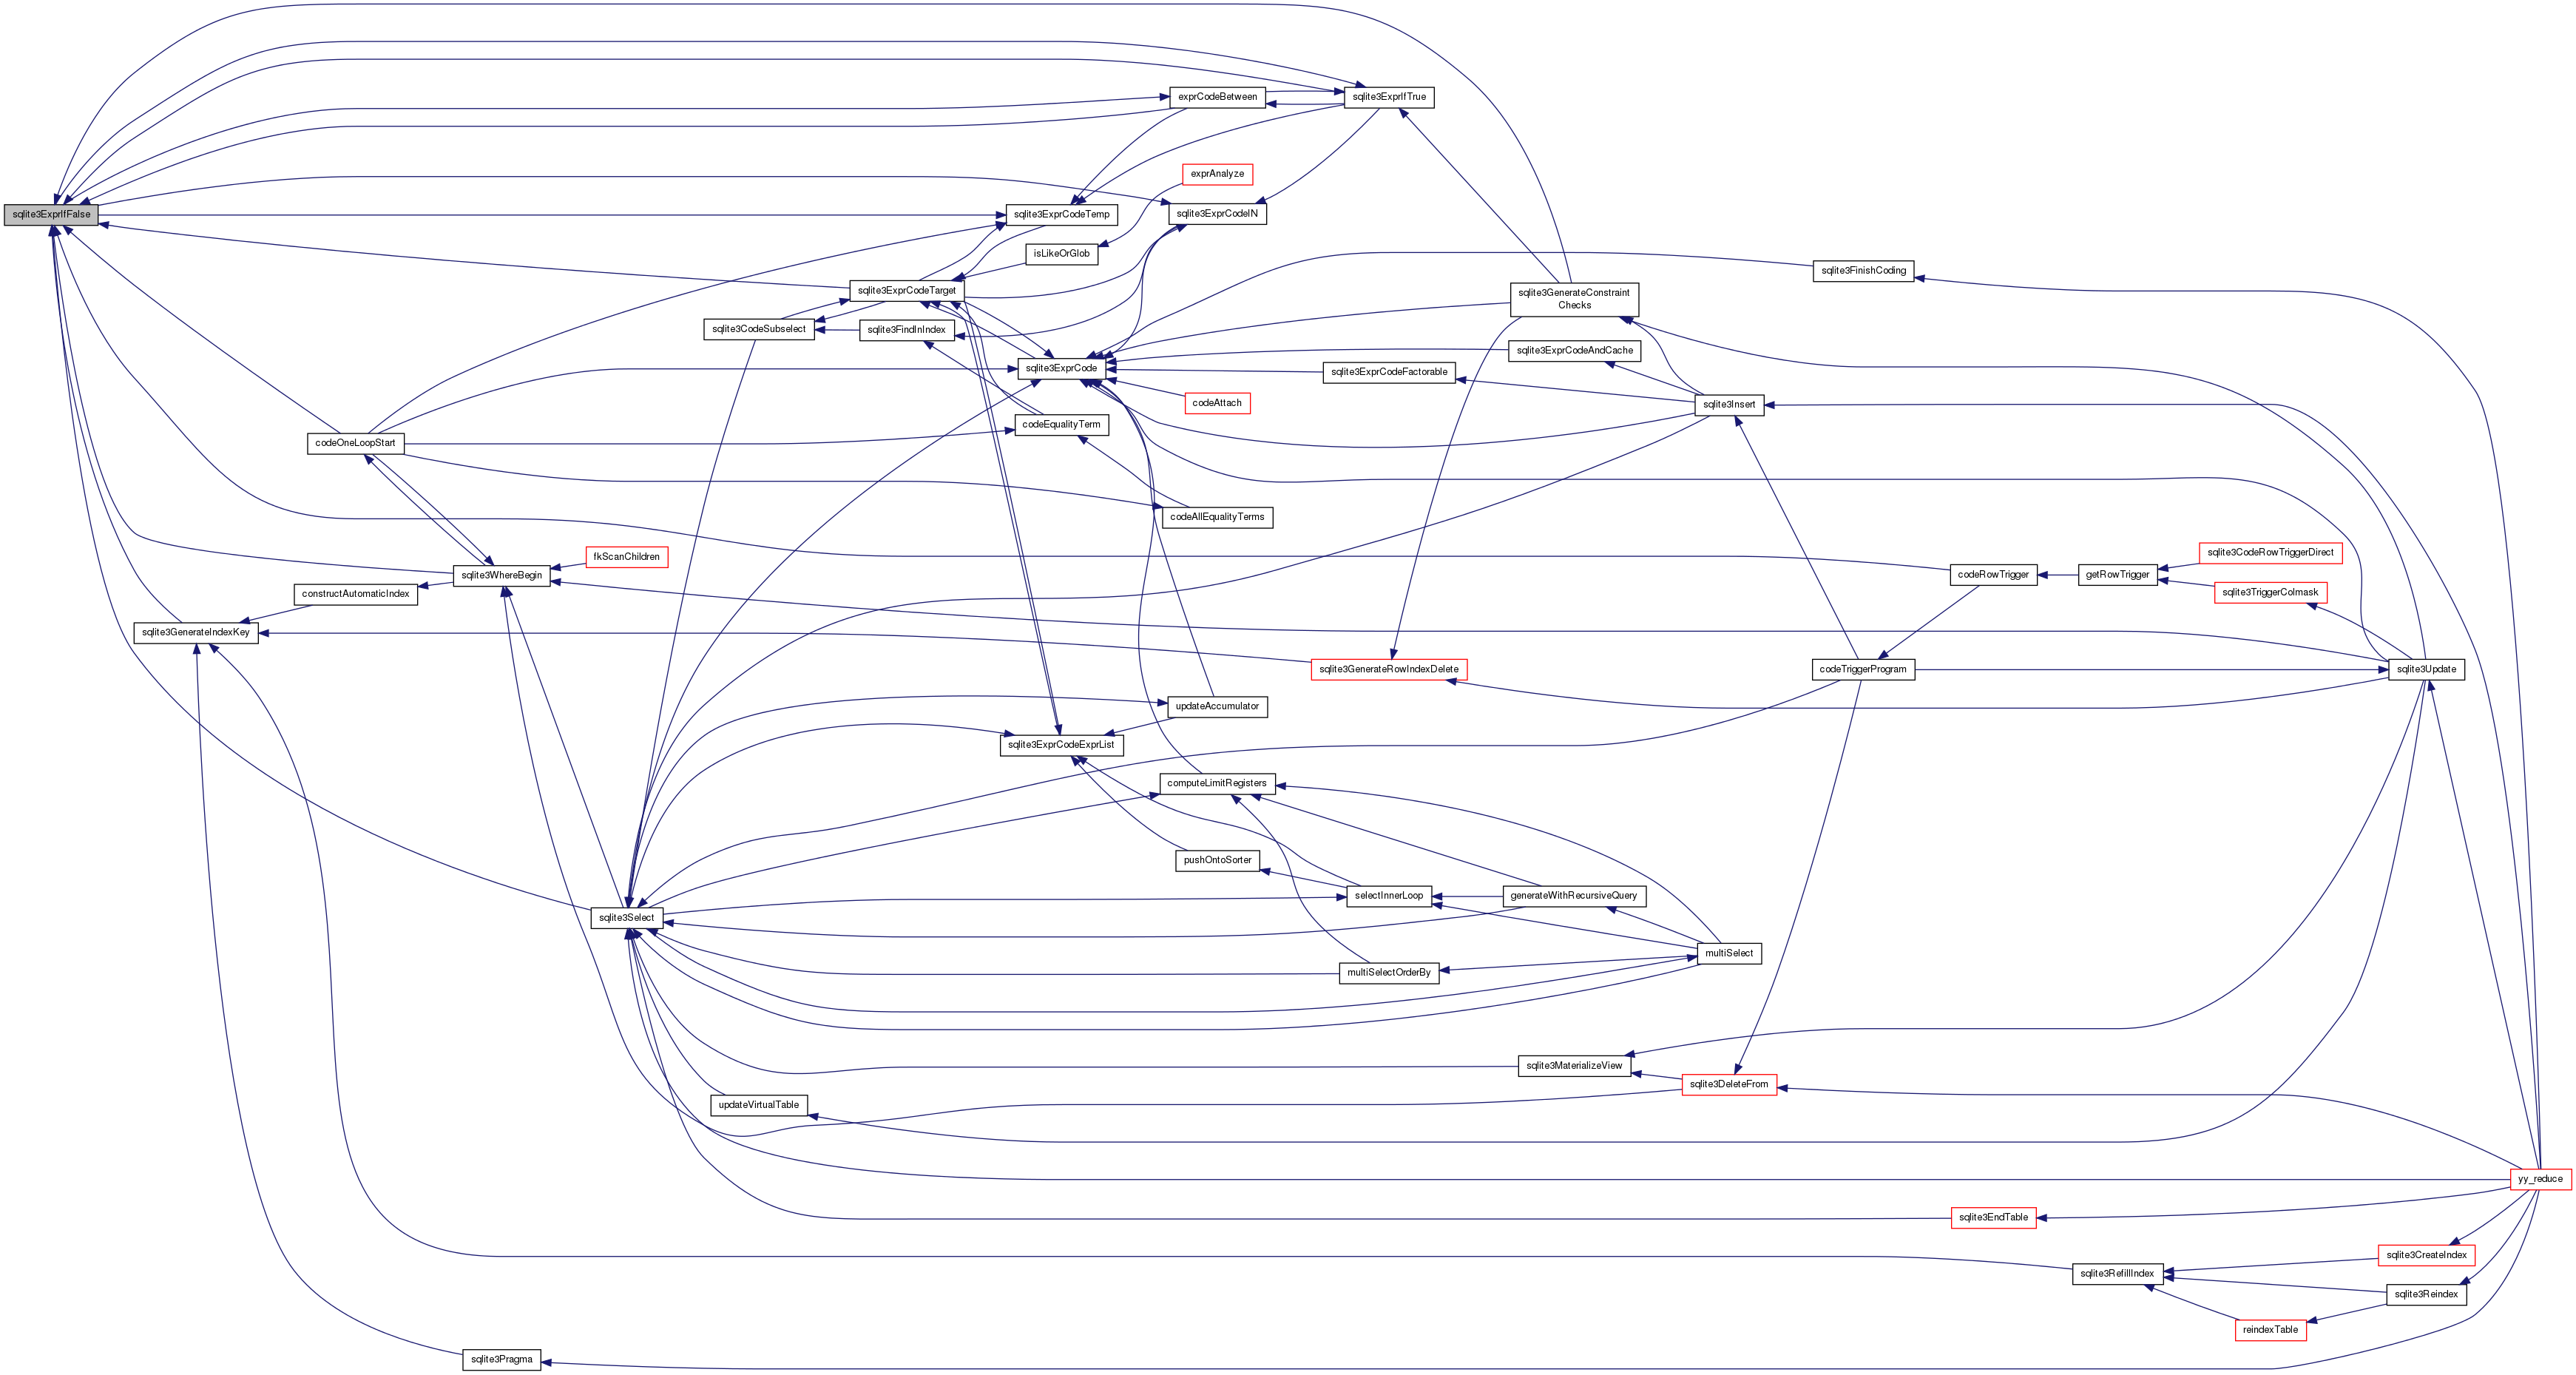 sqlite3ExprIfFalse
exprCodeBetween
sqlite3ExprIfTrue
exprAnalyze
sqlite3ExprCodeTemp
sqlite3ExprCodeIN
isLikeOrGlob
sqlite3FinishCoding
sqlite3ExprCodeTarget
sqlite3GenerateConstraint
Checks
sqlite3CodeSubselect
sqlite3FindInIndex
sqlite3ExprCodeAndCache
sqlite3ExprCode
sqlite3ExprCodeFactorable
codeAttach
sqlite3Insert
codeEqualityTerm
codeOneLoopStart
codeAllEqualityTerms
fkScanChildren
sqlite3CodeRowTriggerDirect
sqlite3WhereBegin
codeRowTrigger
getRowTrigger
constructAutomaticIndex
sqlite3TriggerColmask
sqlite3GenerateIndexKey
sqlite3GenerateRowIndexDelete
codeTriggerProgram
sqlite3Update
updateAccumulator
sqlite3ExprCodeExprList
computeLimitRegisters
pushOntoSorter
selectInnerLoop
generateWithRecursiveQuery
sqlite3Select
multiSelect
multiSelectOrderBy
sqlite3MaterializeView
sqlite3DeleteFrom
updateVirtualTable
yy_reduce
sqlite3EndTable
sqlite3CreateIndex
sqlite3RefillIndex
sqlite3Reindex
reindexTable
sqlite3Pragma